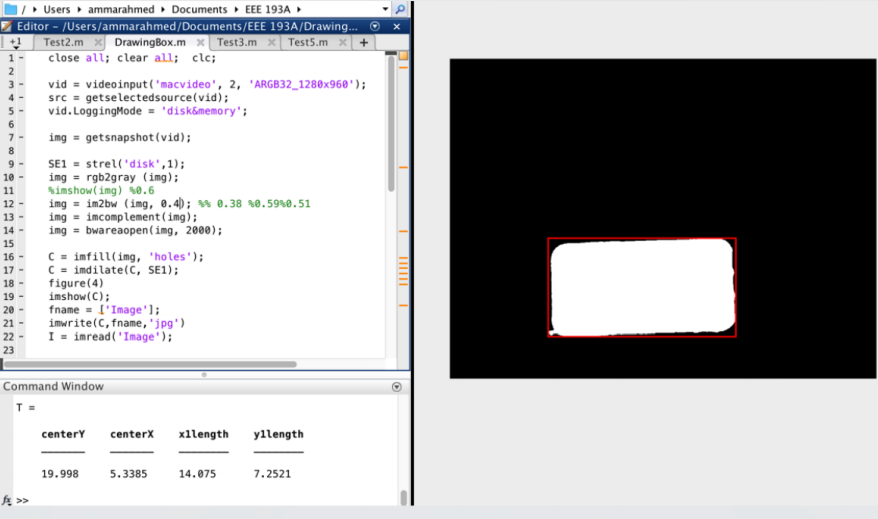 / ▸ Users ▸ ammarahmed ▸ Documents ▸ EEE 193A ▸
Editor – /Users/ammarahmed/Documents/EEE 193A/Drawing...
+1 Test2.m DrawingBox.m Test3.m Test5.m +
1 – close all; clear all; clc;
2
3 – vid = videoinput('macvideo', 2, 'ARGB32_1280x960');
4 – src = getselectedsource(vid);
5 – vid.LoggingMode = 'disk&memory';
6
7 – img = getsnapshot(vid);
8
9 – SE1 = strel('disk',1);
10 – img = rgb2gray (img);
11 %imshow(img) %0.6
12 – img = im2bw (img, 0.4); %% 0.38 %0.59%0.51
13 – img = imcomplement(img);
14 – img = bwareaopen(img, 2000);
15
16 – C = imfill(img, 'holes');
17 – C = imdilate(C, SE1);
18 – figure(4)
19 – imshow(C);
20 – fname = ['Image'];
21 – imwrite(C,fname,'jpg')
22 – I = imread('Image');
23
Command Window
T =
centerY centerX x1length y1length
19.998 5.3385 14.075 7.2521
fx >>